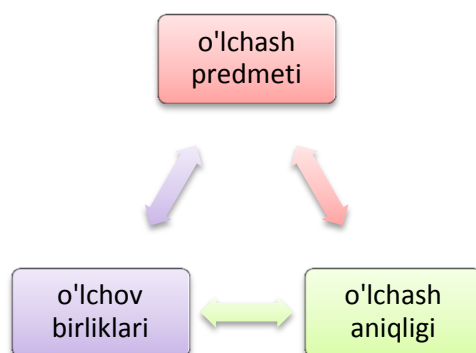 o'lchash
predmeti
o'lchov
birliklari
o'lchash
aniqligi